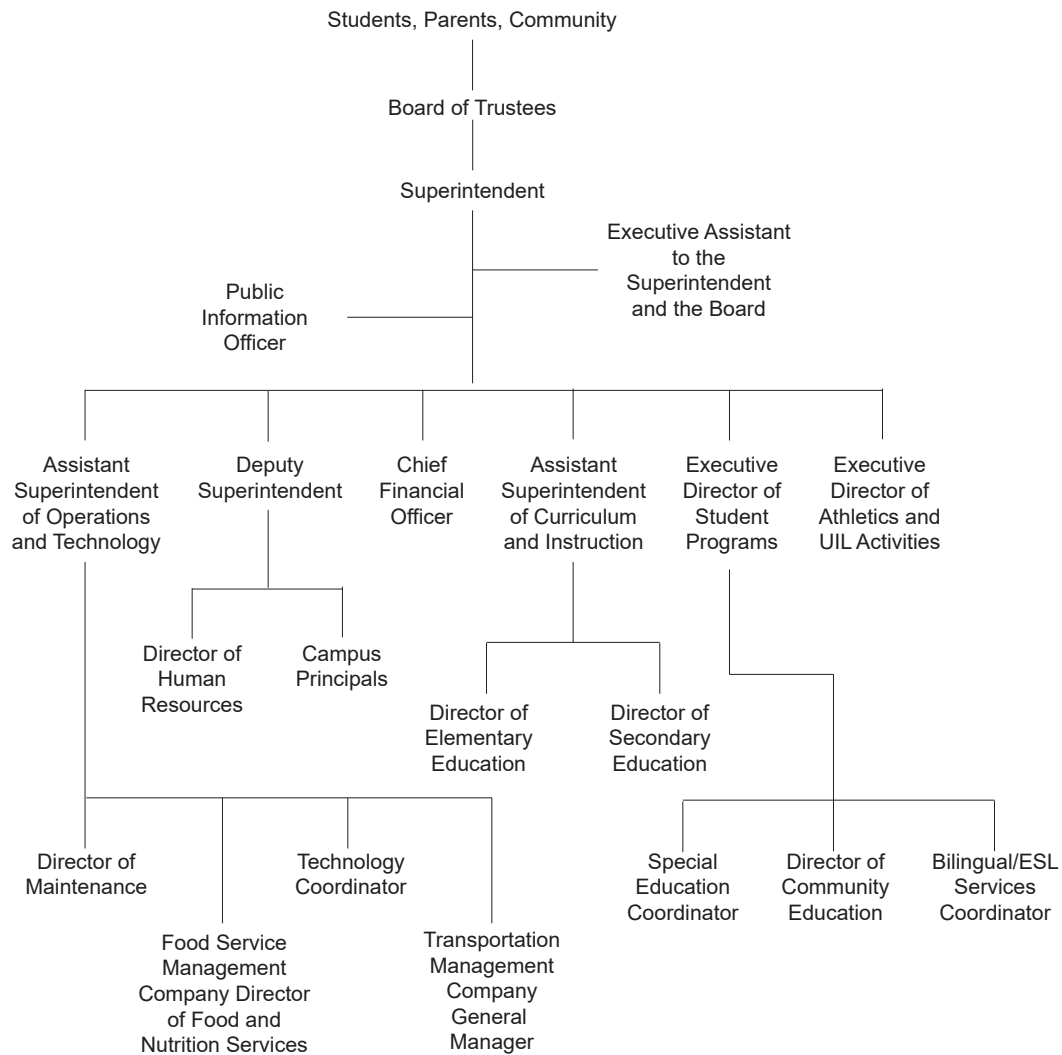 Students, Parents, Community
Board of Trustees
Superintendent
Executive Assistant
to the
Superintendent
and the Board
Public
Information
Officer
Assistant
Superintendent
of Operations
and Technology
Deputy
Superintendent
Chief
Financial
Officer
Assistant
Superintendent
of Curriculum
and Instruction
Executive
Director of
Student
Programs
Executive
Director of
Athletics and
UIL Activities
Director of
Human
Resources
Campus
Principals
Director of
Elementary
Education
Director of
Secondary
Education
Director of
Maintenance
Food Service
Management
Company Director
of Food and
Nutrition Services
Technology
Coordinator
Transportation
Management
Company
General
Manager
Special
Education
Coordinator
Director of
Community
Education
Bilingual/ESL
Services
Coordinator